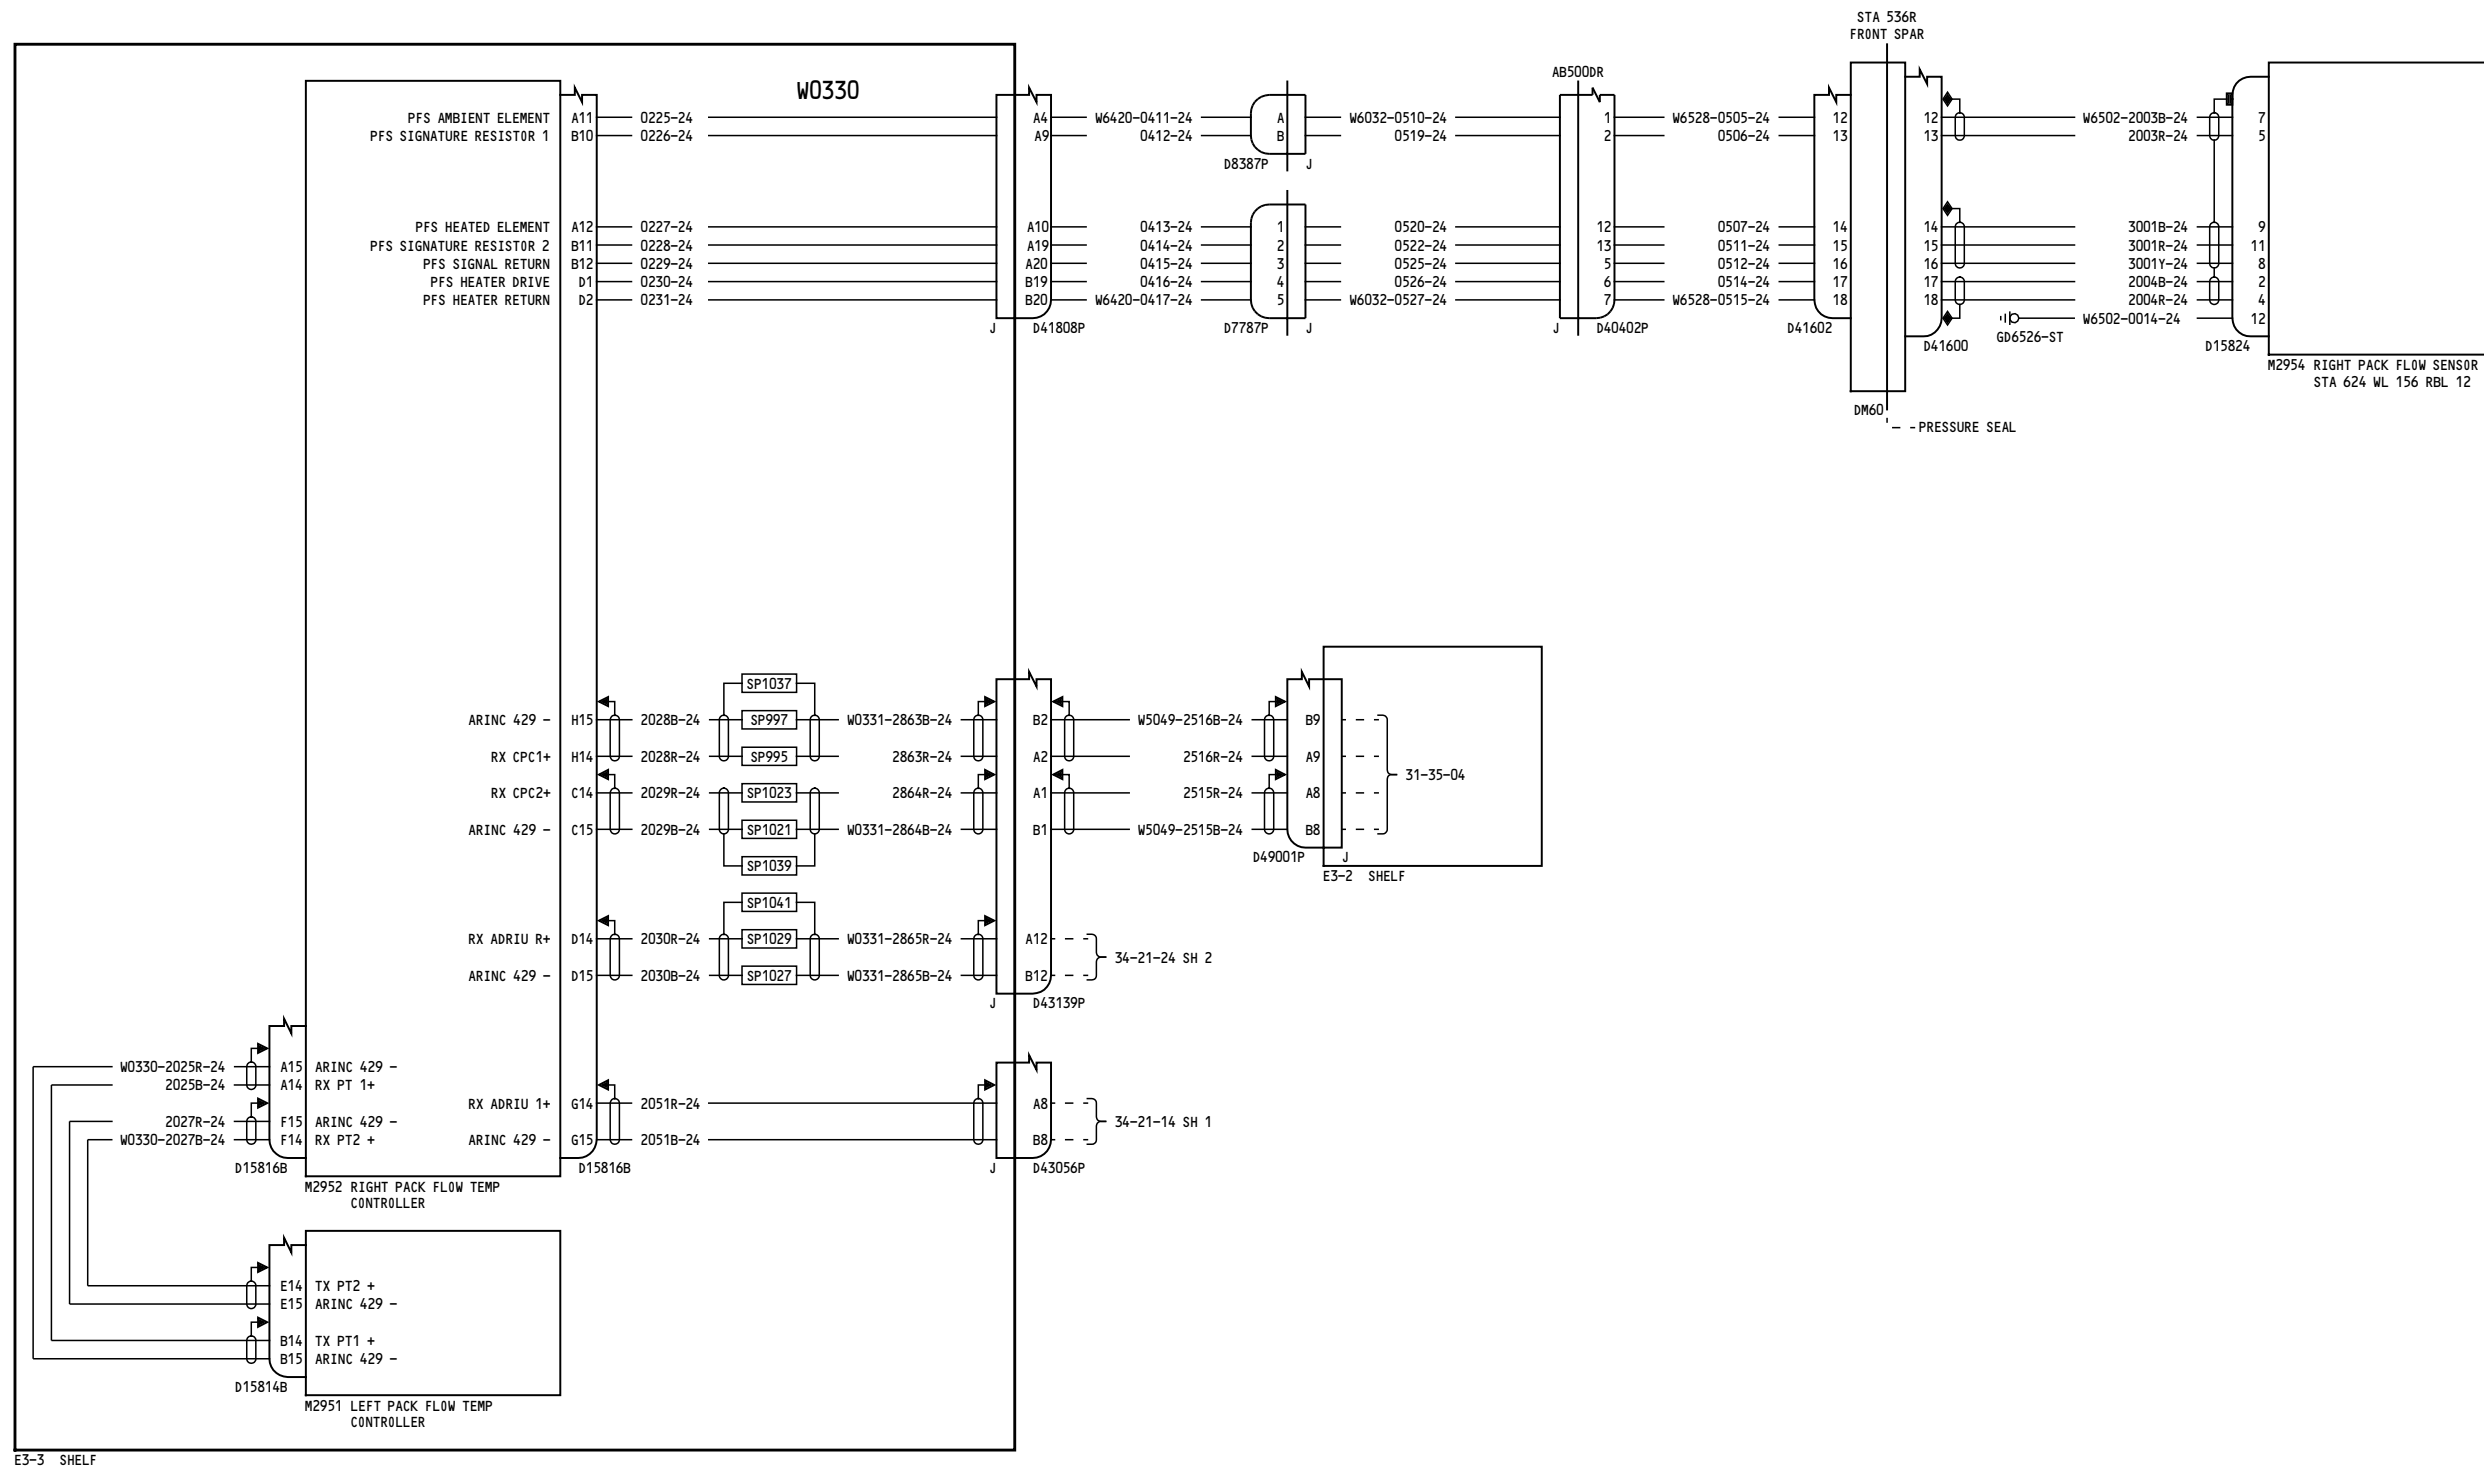 STA 536R
FRONT SPAR
W0330
AB500DR
PFS AMBIENT ELEMENT A11 0225-24 A4 W6420-0411-24 A W6032-0510-24 1 W6528-0505-24 12 12 W6502-2003B-24 7
PFS SIGNATURE RESISTOR 1 B10 0226-24 A9 0412-24 B 0519-24 2 0506-24 13 13 2003R-24 5
D8387P J
PFS HEATED ELEMENT A12 0227-24 A10 0413-24 1 0520-24 12 0507-24 14 14 3001B-24 9
PFS SIGNATURE RESISTOR 2 B11 0228-24 A19 0414-24 2 0522-24 13 0511-24 15 15 3001R-24 11
PFS SIGNAL RETURN B12 0229-24 A20 0415-24 3 0525-24 5 0512-24 16 16 3001Y-24 8
PFS HEATER DRIVE D1 0230-24 B19 0416-24 4 0526-24 6 0514-24 17 17 2004B-24 2
PFS HEATER RETURN D2 0231-24 B20 W6420-0417-24 5 W6032-0527-24 7 W6528-0515-24 18 18 2004R-24 4
W6502-0014-24 12
J D41808P D7787P J J D40402P D41602 GD6526-ST
D41600 D15824
M2954 RIGHT PACK FLOW SENSOR
STA 624 WL 156 RBL 12
DM60
PRESSURE SEAL
SP1037
ARINC 429 - H15 2028B-24 SP997 W0331-2863B-24 B2 W5049-2516B-24 B9
RX CPC1+ H14 2028R-24 SP995 2863R-24 A2 2516R-24 A9
31-35-04
RX CPC2+ C14 2029R-24 SP1023 2864R-24 A1 2515R-24 A8
ARINC 429 - C15 2029B-24 SP1021 W0331-2864B-24 B1 W5049-2515B-24 B8
D49001P J
SP1039
E3-2 SHELF
SP1041
RX ADRIU R+ D14 2030R-24 SP1029 W0331-2865R-24 A12
34-21-24 SH 2
ARINC 429 - D15 2030B-24 SP1027 W0331-2865B-24 B12
J D43139P
W0330-2025R-24 A15 ARINC 429 -
2025B-24 A14 RX PT 1+
RX ADRIU 1+ G14 2051R-24 A8
2027R-24 F15 ARINC 429 - 34-21-14 SH 1
W0330-2027B-24 F14 RX PT2 + ARINC 429 - G15 2051B-24 B8
D15816B D15816B J D43056P
M2952 RIGHT PACK FLOW TEMP
CONTROLLER
E14 TX PT2 +
E15 ARINC 429 -
B14 TX PT1 +
B15 ARINC 429 -
D15814B
M2951 LEFT PACK FLOW TEMP
CONTROLLER
E3-3 SHELF